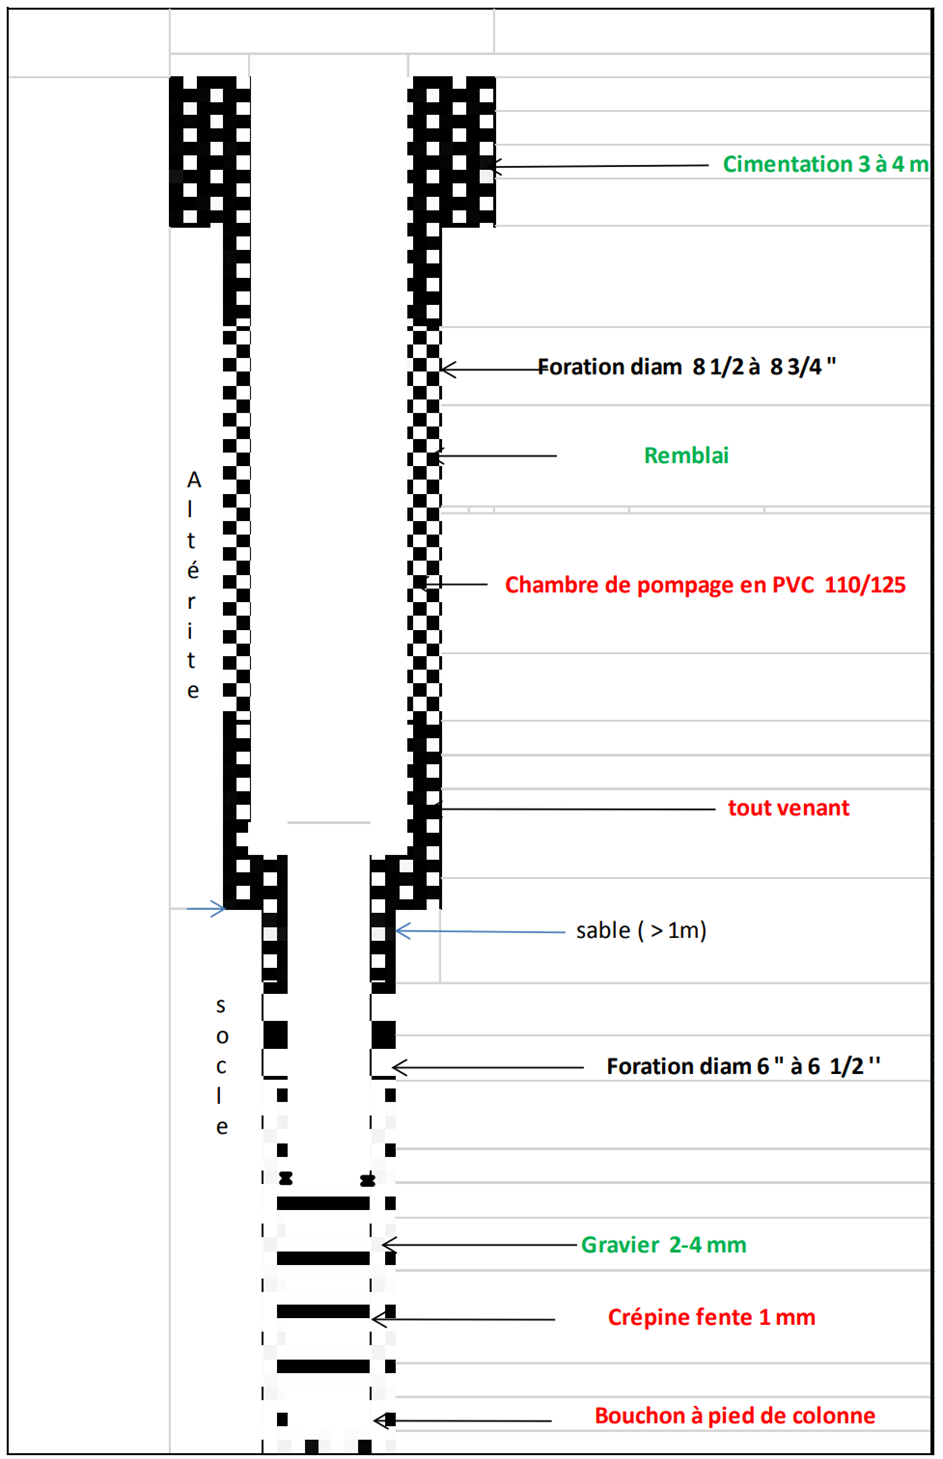 Cimentation 3 à 4 m
Foration diam 8 1/2 à 8 3/4 "
Remblai
Altérite
Chambre de pompage en PVC 110/125
tout venant
sable ( > 1m)
socle
Foration diam 6 " à 6 1/2 ''
Gravier 2-4 mm
Crépine fente 1 mm
Bouchon à pied de colonne